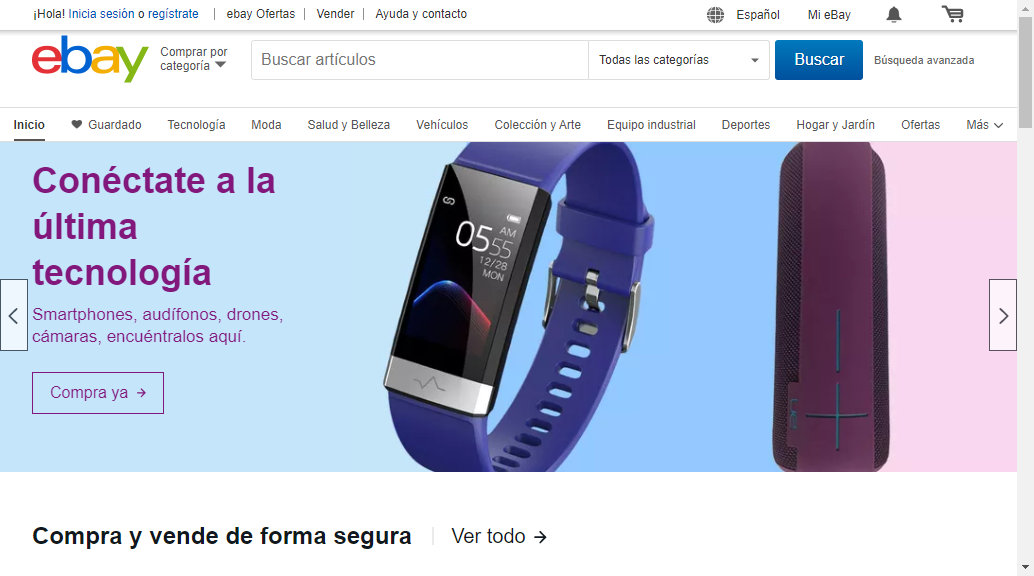 ¡Hola! Inicia sesión o regístrate
ebay Ofertas
Vender
Ayuda y contacto
Español
Mi eBay
ebay
Comprar por
categoría
Buscar artículos
Todas las categorías
Buscar
Búsqueda avanzada
Inicio
Guardado
Tecnología
Moda
Salud y Belleza
Vehículos
Colección y Arte
Equipo industrial
Deportes
Hogar y Jardín
Ofertas
Más
Conéctate a la
última
tecnología
Smartphones, audífonos, drones,
cámaras, encuéntralos aquí.
Compra ya →
05 AM
55
12/28
MON
Compra y vende de forma segura
Ver todo →